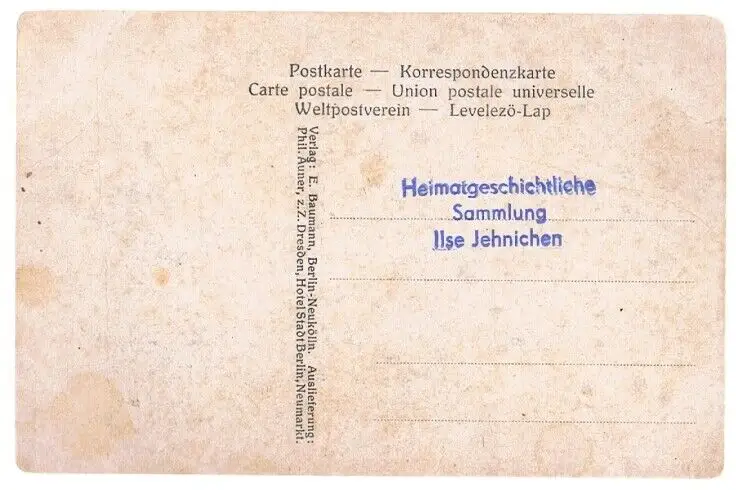 Postkarte — Korrespondenzkarte
Carte postale — Union postale universelle
Weltpostverein — Levelező-Lap
Verlag: E. Baumann, Berlin-Neukölln. Auslieferung:
Phil. Auner, z. Z. Dresden, Hotel Stadt Berlin, Neumarkt.
Heimatgeschichtliche
Sammlung
Ilse Jehnichen